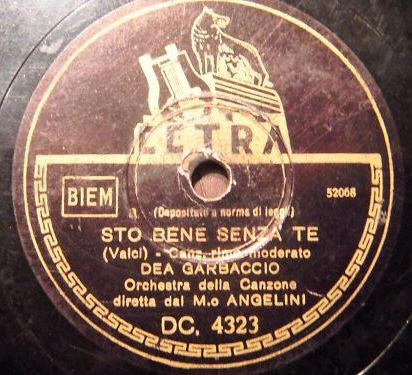 CETRA
BIEM
52068
(Depositato a norma di legge)
STO BENE SENZA TE
(Valci) - Canz. ritmo moderato
DEA GARBACCIO
Orchestra della Canzone
diretta dal M.o ANGELINI
DC. 4323